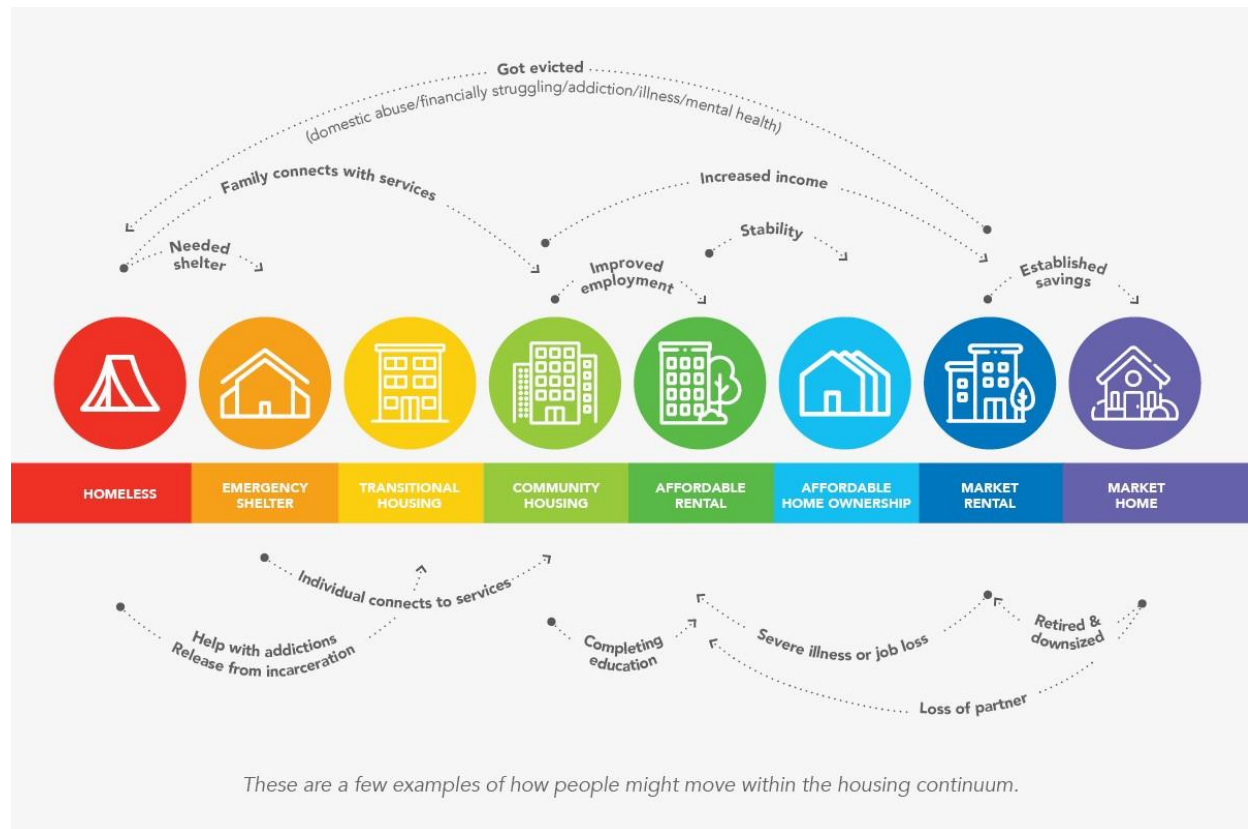 Got evicted
(domestic abuse/financially struggling/addiction/illness/mental health)
Family connects with services
Increased income
Needed
shelter
Stability
Improved
employment
Established
savings
HOMELESS
EMERGENCY
SHELTER
TRANSITIONAL
HOUSING
COMMUNITY
HOUSING
AFFORDABLE
RENTAL
AFFORDABLE
HOME OWNERSHIP
MARKET
RENTAL
MARKET
HOME
Individual connects to services
Help with addictions
Release from incarceration
Completing
education
Severe illness or job loss
Retired &
downsized
Loss of partner
These are a few examples of how people might move within the housing continuum.